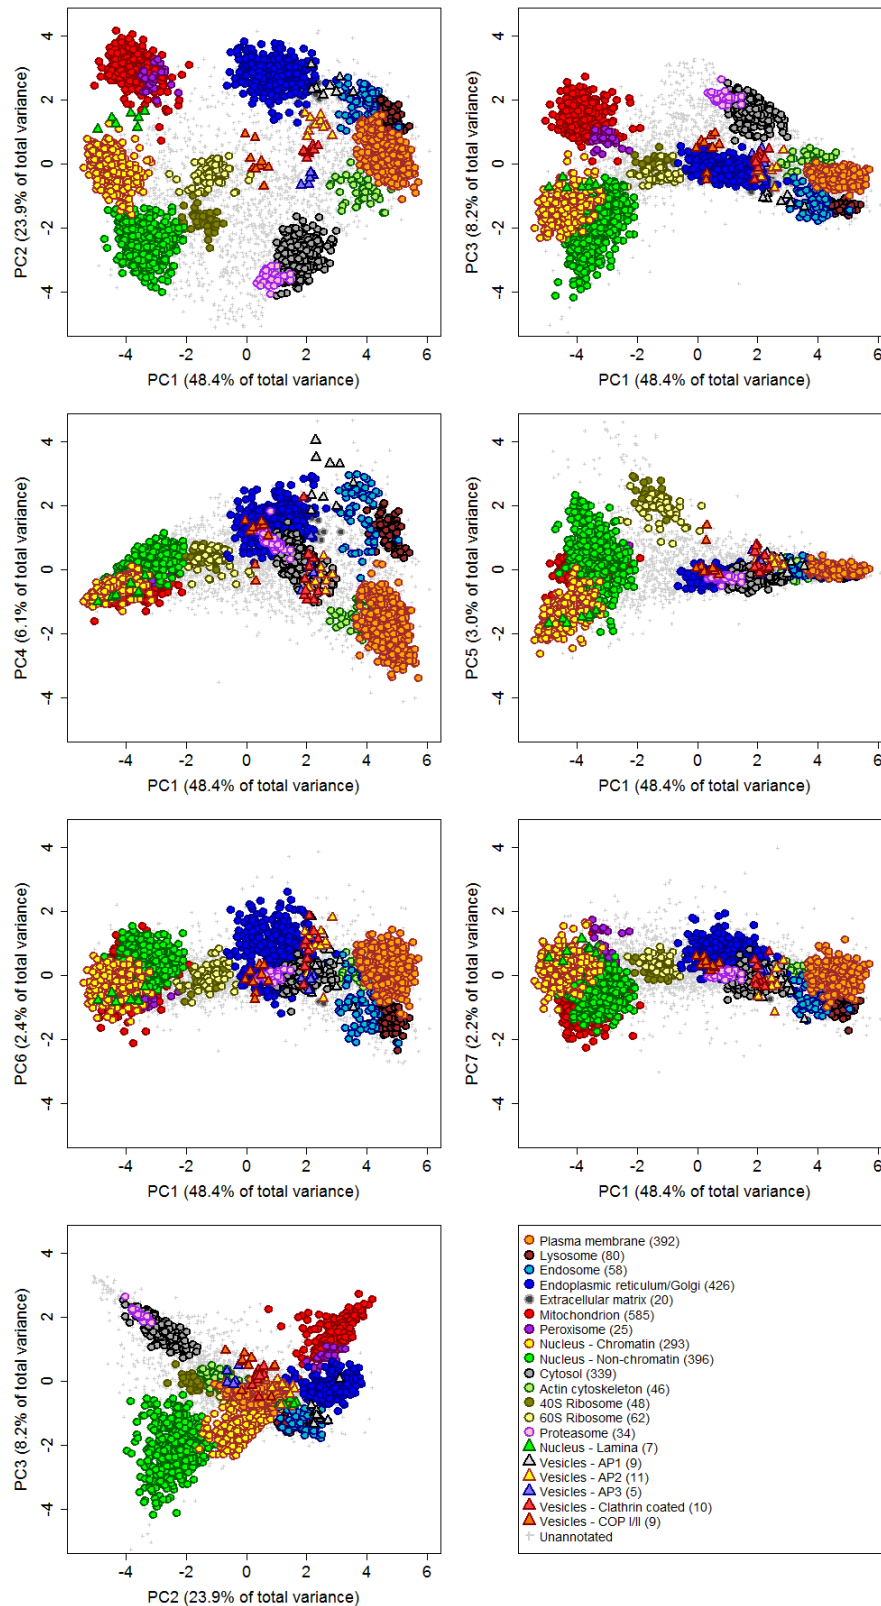 4
2
0
-2
-4
PC2 (23.9% of total variance)
-4 -2 0 2 4 6
PC1 (48.4% of total variance)
4
2
0
-2
-4
PC3 (8.2% of total variance)
-4 -2 0 2 4 6
PC1 (48.4% of total variance)
4
2
0
-2
-4
PC4 (6.1% of total variance)
-4 -2 0 2 4 6
PC1 (48.4% of total variance)
4
2
0
-2
-4
PC5 (3.0% of total variance)
-4 -2 0 2 4 6
PC1 (48.4% of total variance)
4
2
0
-2
-4
PC6 (2.4% of total variance)
-4 -2 0 2 4 6
PC1 (48.4% of total variance)
4
2
0
-2
-4
PC7 (2.2% of total variance)
-4 -2 0 2 4 6
PC1 (48.4% of total variance)
4
2
0
-2
-4
PC3 (8.2% of total variance)
-4 -2 0 2 4 6
PC2 (23.9% of total variance)
Plasma membrane (392)
Lysosome (80)
Endosome (58)
Endoplasmic reticulum/Golgi (426)
Extracellular matrix (20)
Mitochondrion (585)
Peroxisome (25)
Nucleus - Chromatin (293)
Nucleus - Non-chromatin (396)
Cytosol (339)
Actin cytoskeleton (46)
40S Ribosome (48)
60S Ribosome (62)
Proteasome (34)
Nucleus - Lamina (7)
Vesicles - AP1 (9)
Vesicles - AP2 (11)
Vesicles - AP3 (5)
Vesicles - Clathrin coated (10)
Vesicles - COP I/II (9)
Unannotated